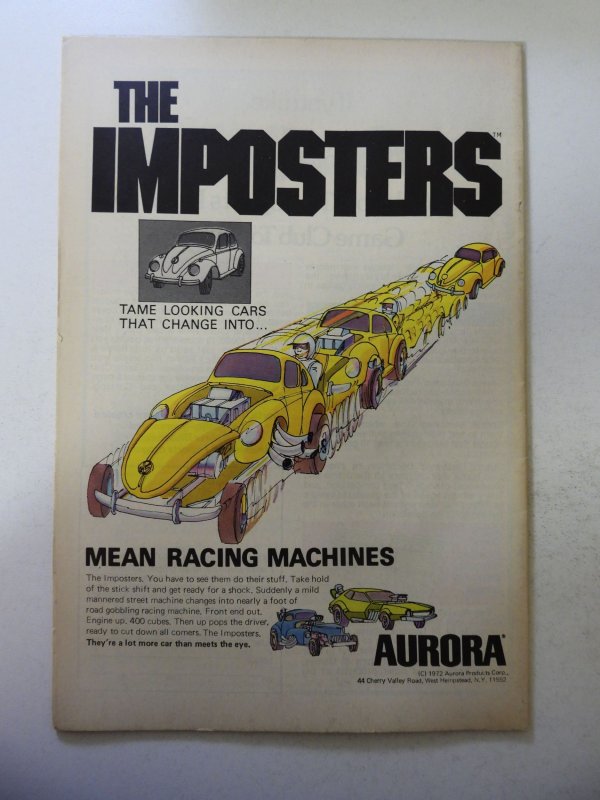 THE
IMPOSTERS™
TAME LOOKING CARS
THAT CHANGE INTO...
MEAN RACING MACHINES
The Imposters. You have to see them do their stuff. Take hold
of the stick shift and get ready for a shock. Suddenly a mild
mannered street machine changes into nearly a foot of
road gobbling racing machine. Front end out.
Engine up. 400 cubes. Then up pops the driver,
ready to cut down all comers. The Imposters.
They're a lot more car than meets the eye.
AURORA®
(C) 1972 Aurora Products Corp.,
44 Cherry Valley Road, West Hempstead, N.Y. 11552